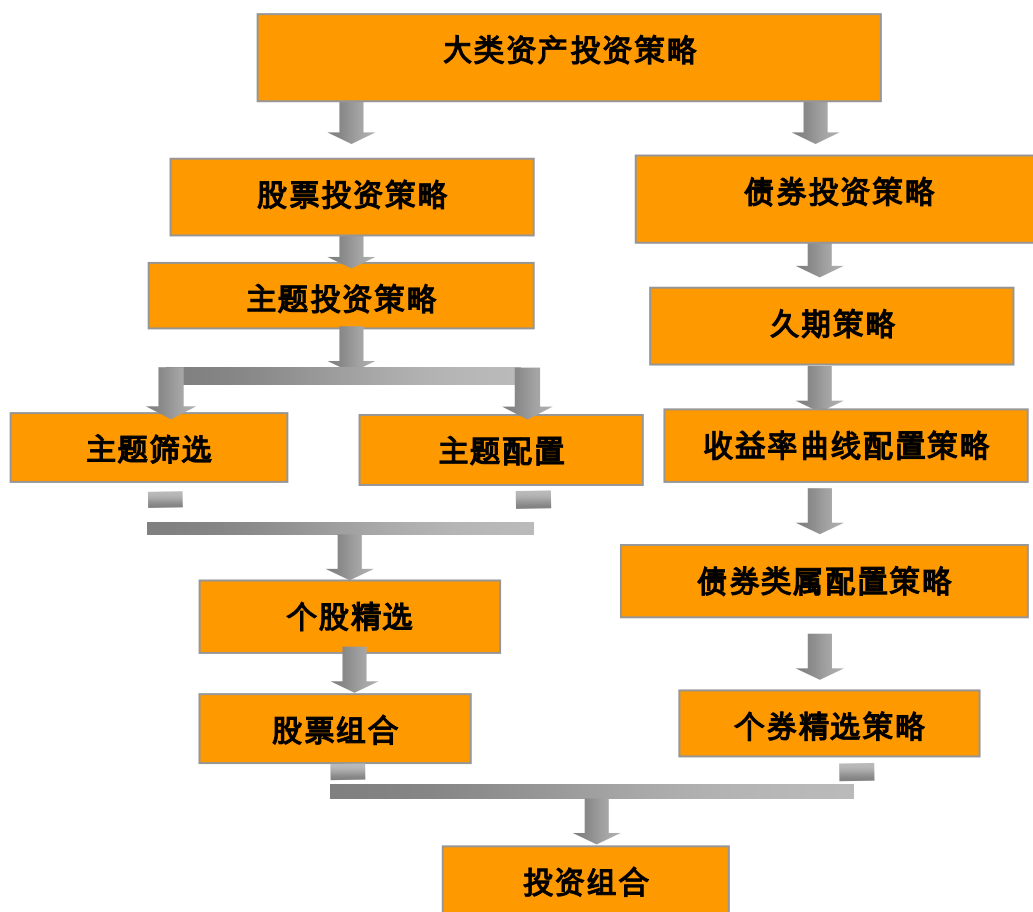 大类资产投资策略
股票投资策略
债券投资策略
主题投资策略
久期策略
主题筛选
主题配置
收益率曲线配置策略
债券类属配置策略
个股精选
股票组合
个券精选策略
投资组合